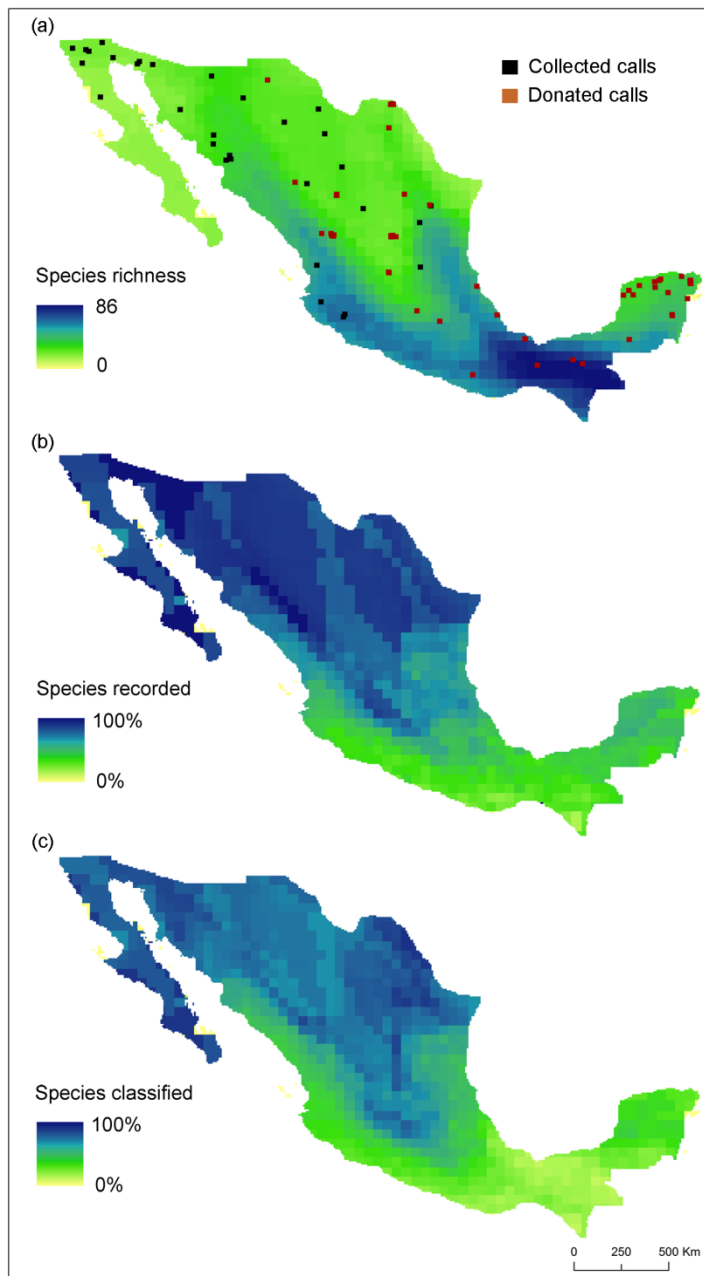 (a)
Collected calls
Donated calls
Species richness
86
0
(b)
Species recorded
100%
0%
(c)
Species classified
100%
0%
0 250 500 Km